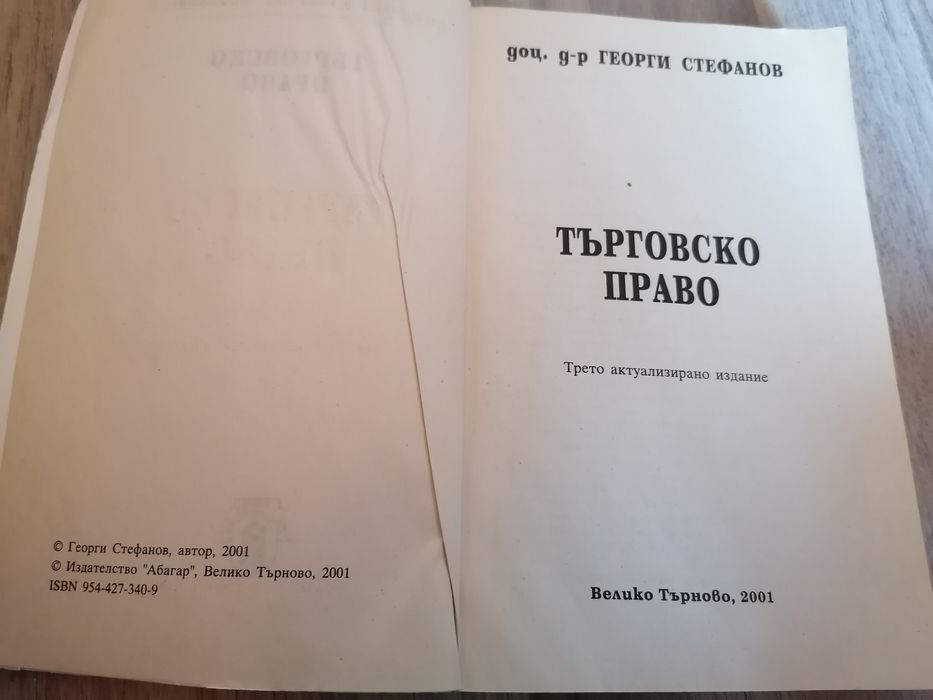 © Георги Стефанов, автор, 2001
© Издателство "Абагар", Велико Търново, 2001
ISBN 954-427-340-9
доц. д-р ГЕОРГИ СТЕФАНОВ
ТЪРГОВСКО
ПРАВО
Трето актуализирано издание
Велико Търново, 2001